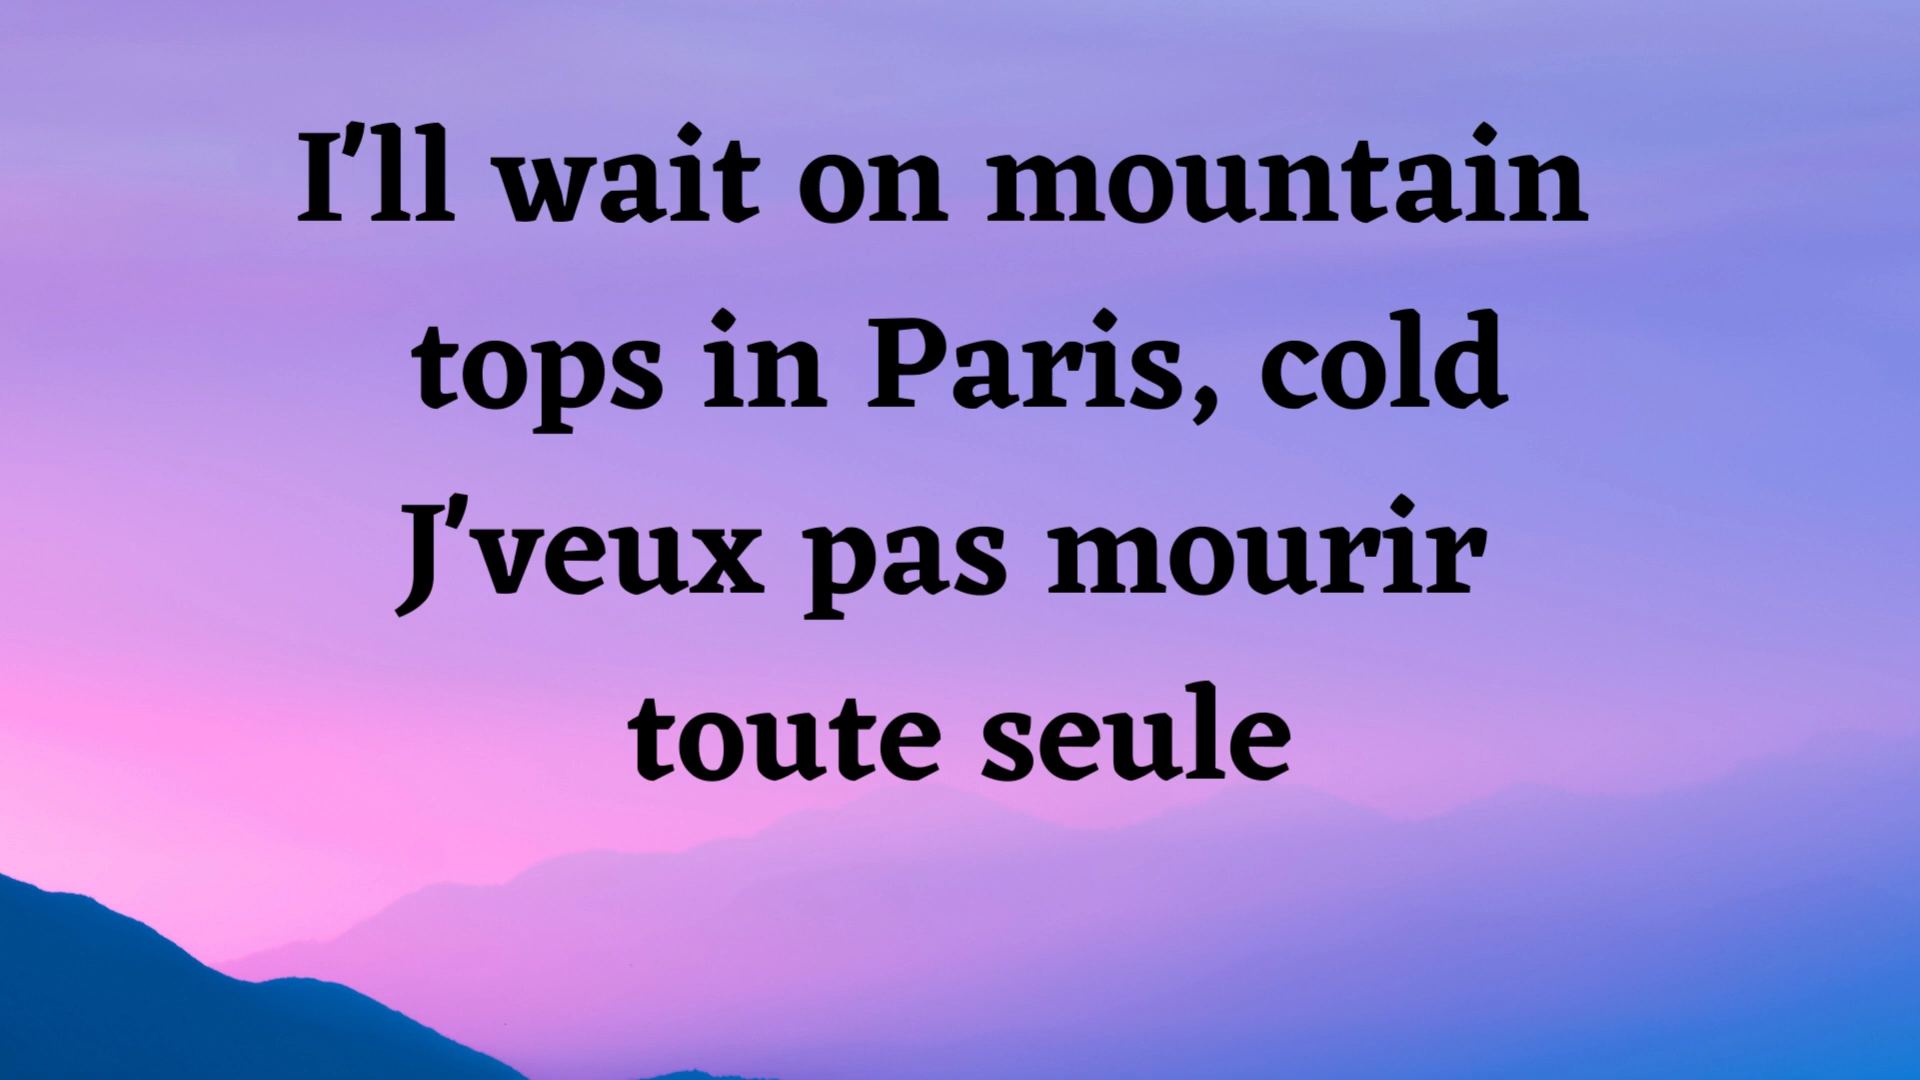 I'll wait on mountain
tops in Paris, cold
J'veux pas mourir
toute seule